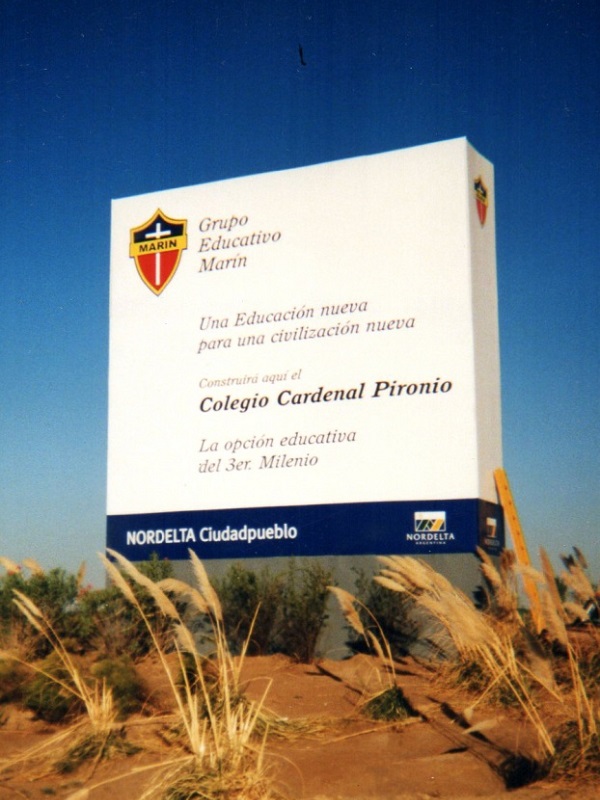 MARIN
Grupo
Educativo
Marín
Una Educación nueva
para una civilización nueva
Construirá aquí el
Colegio Cardenal Pironio
La opción educativa
del 3er. Milenio
NORDELTA Ciudadpueblo
NORDELTA
ARGENTINA